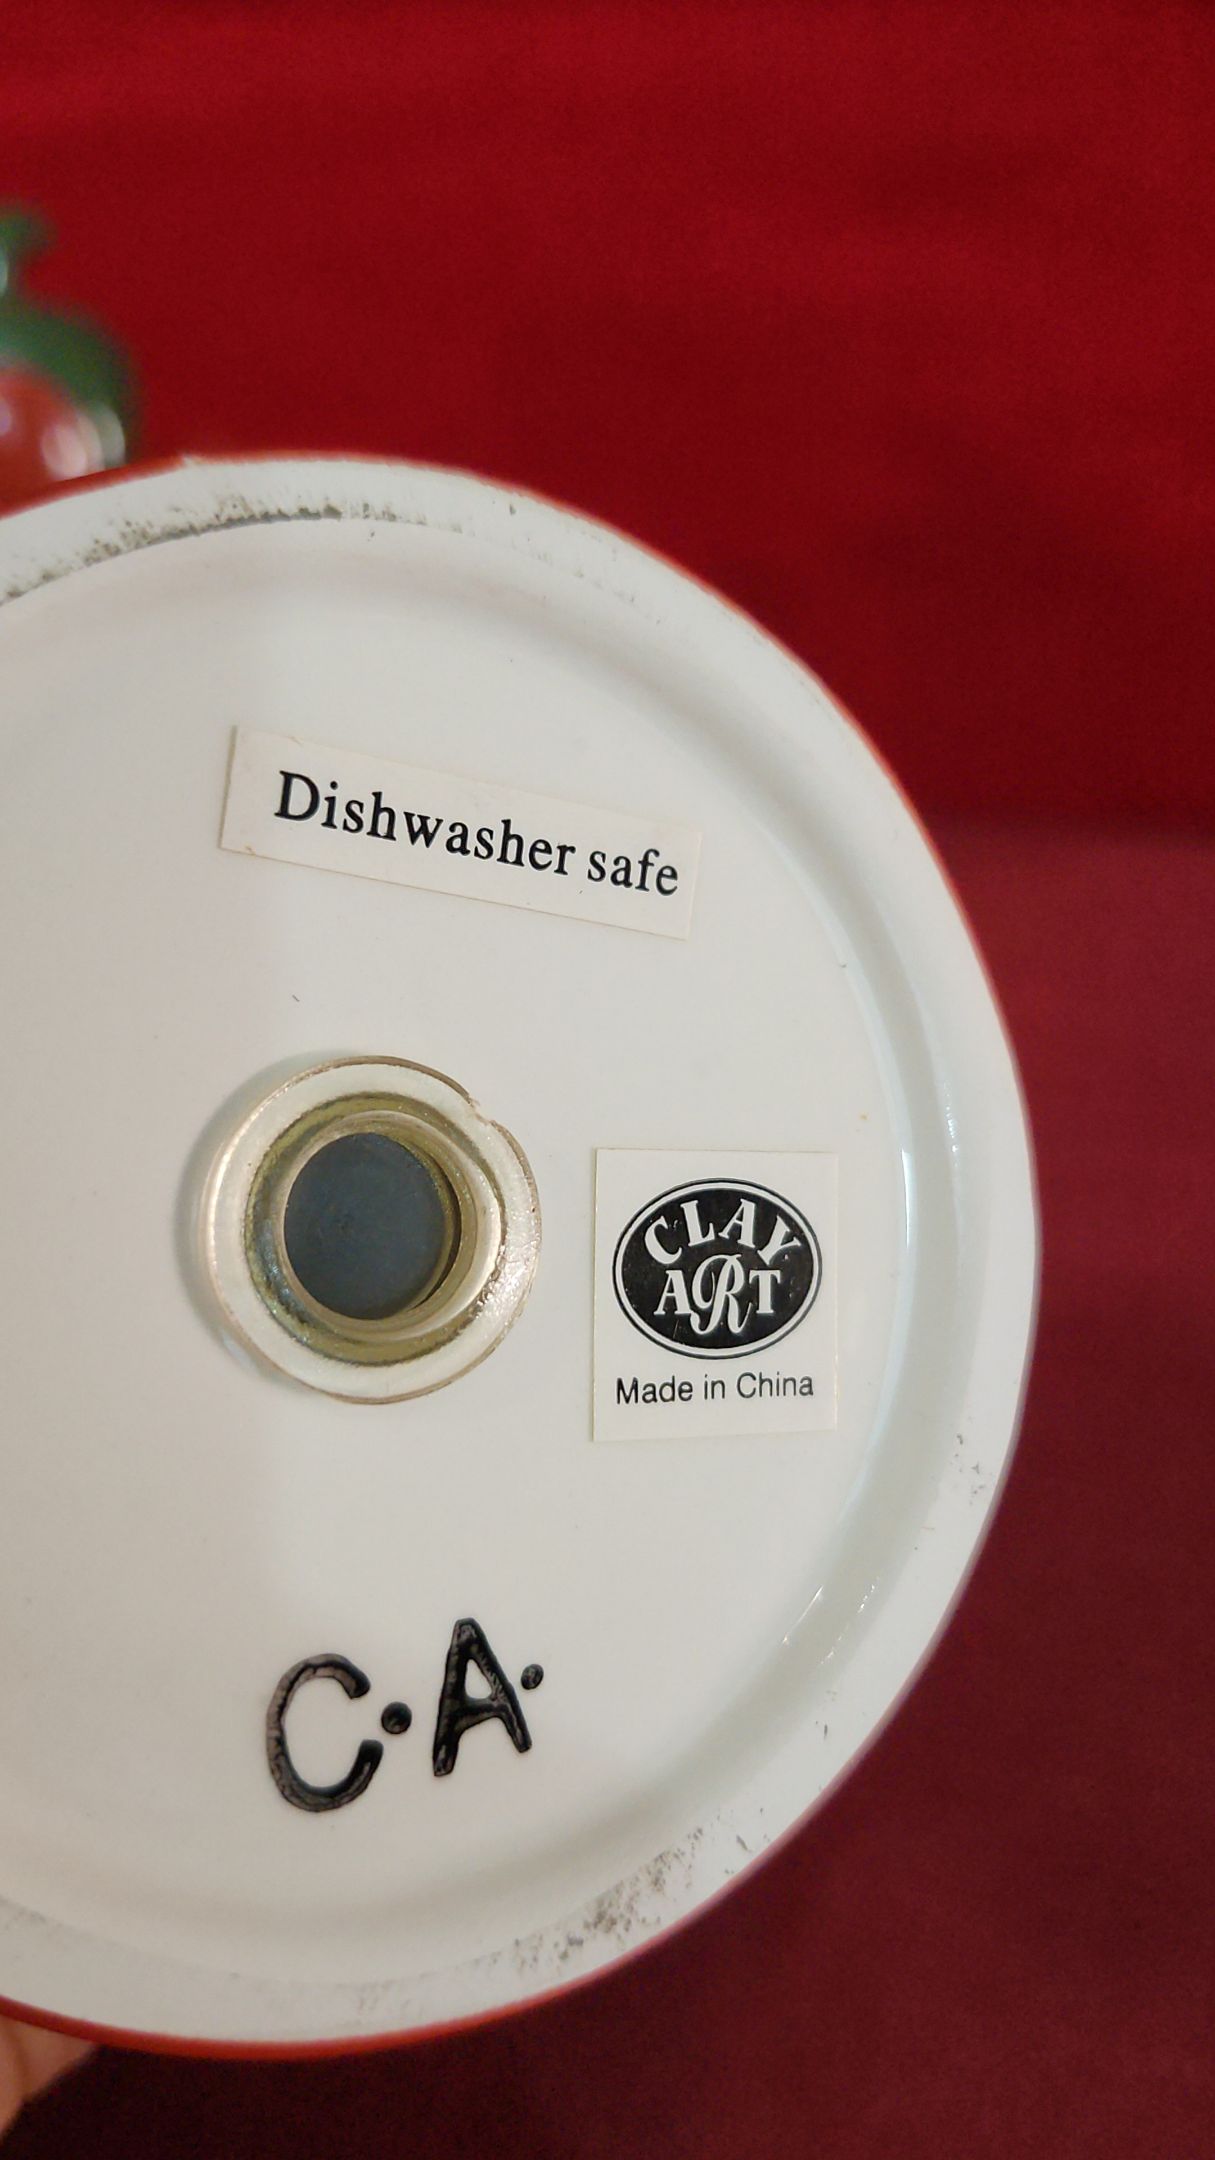 Dishwasher safe
CLAY
ART
Made in China
C·A·